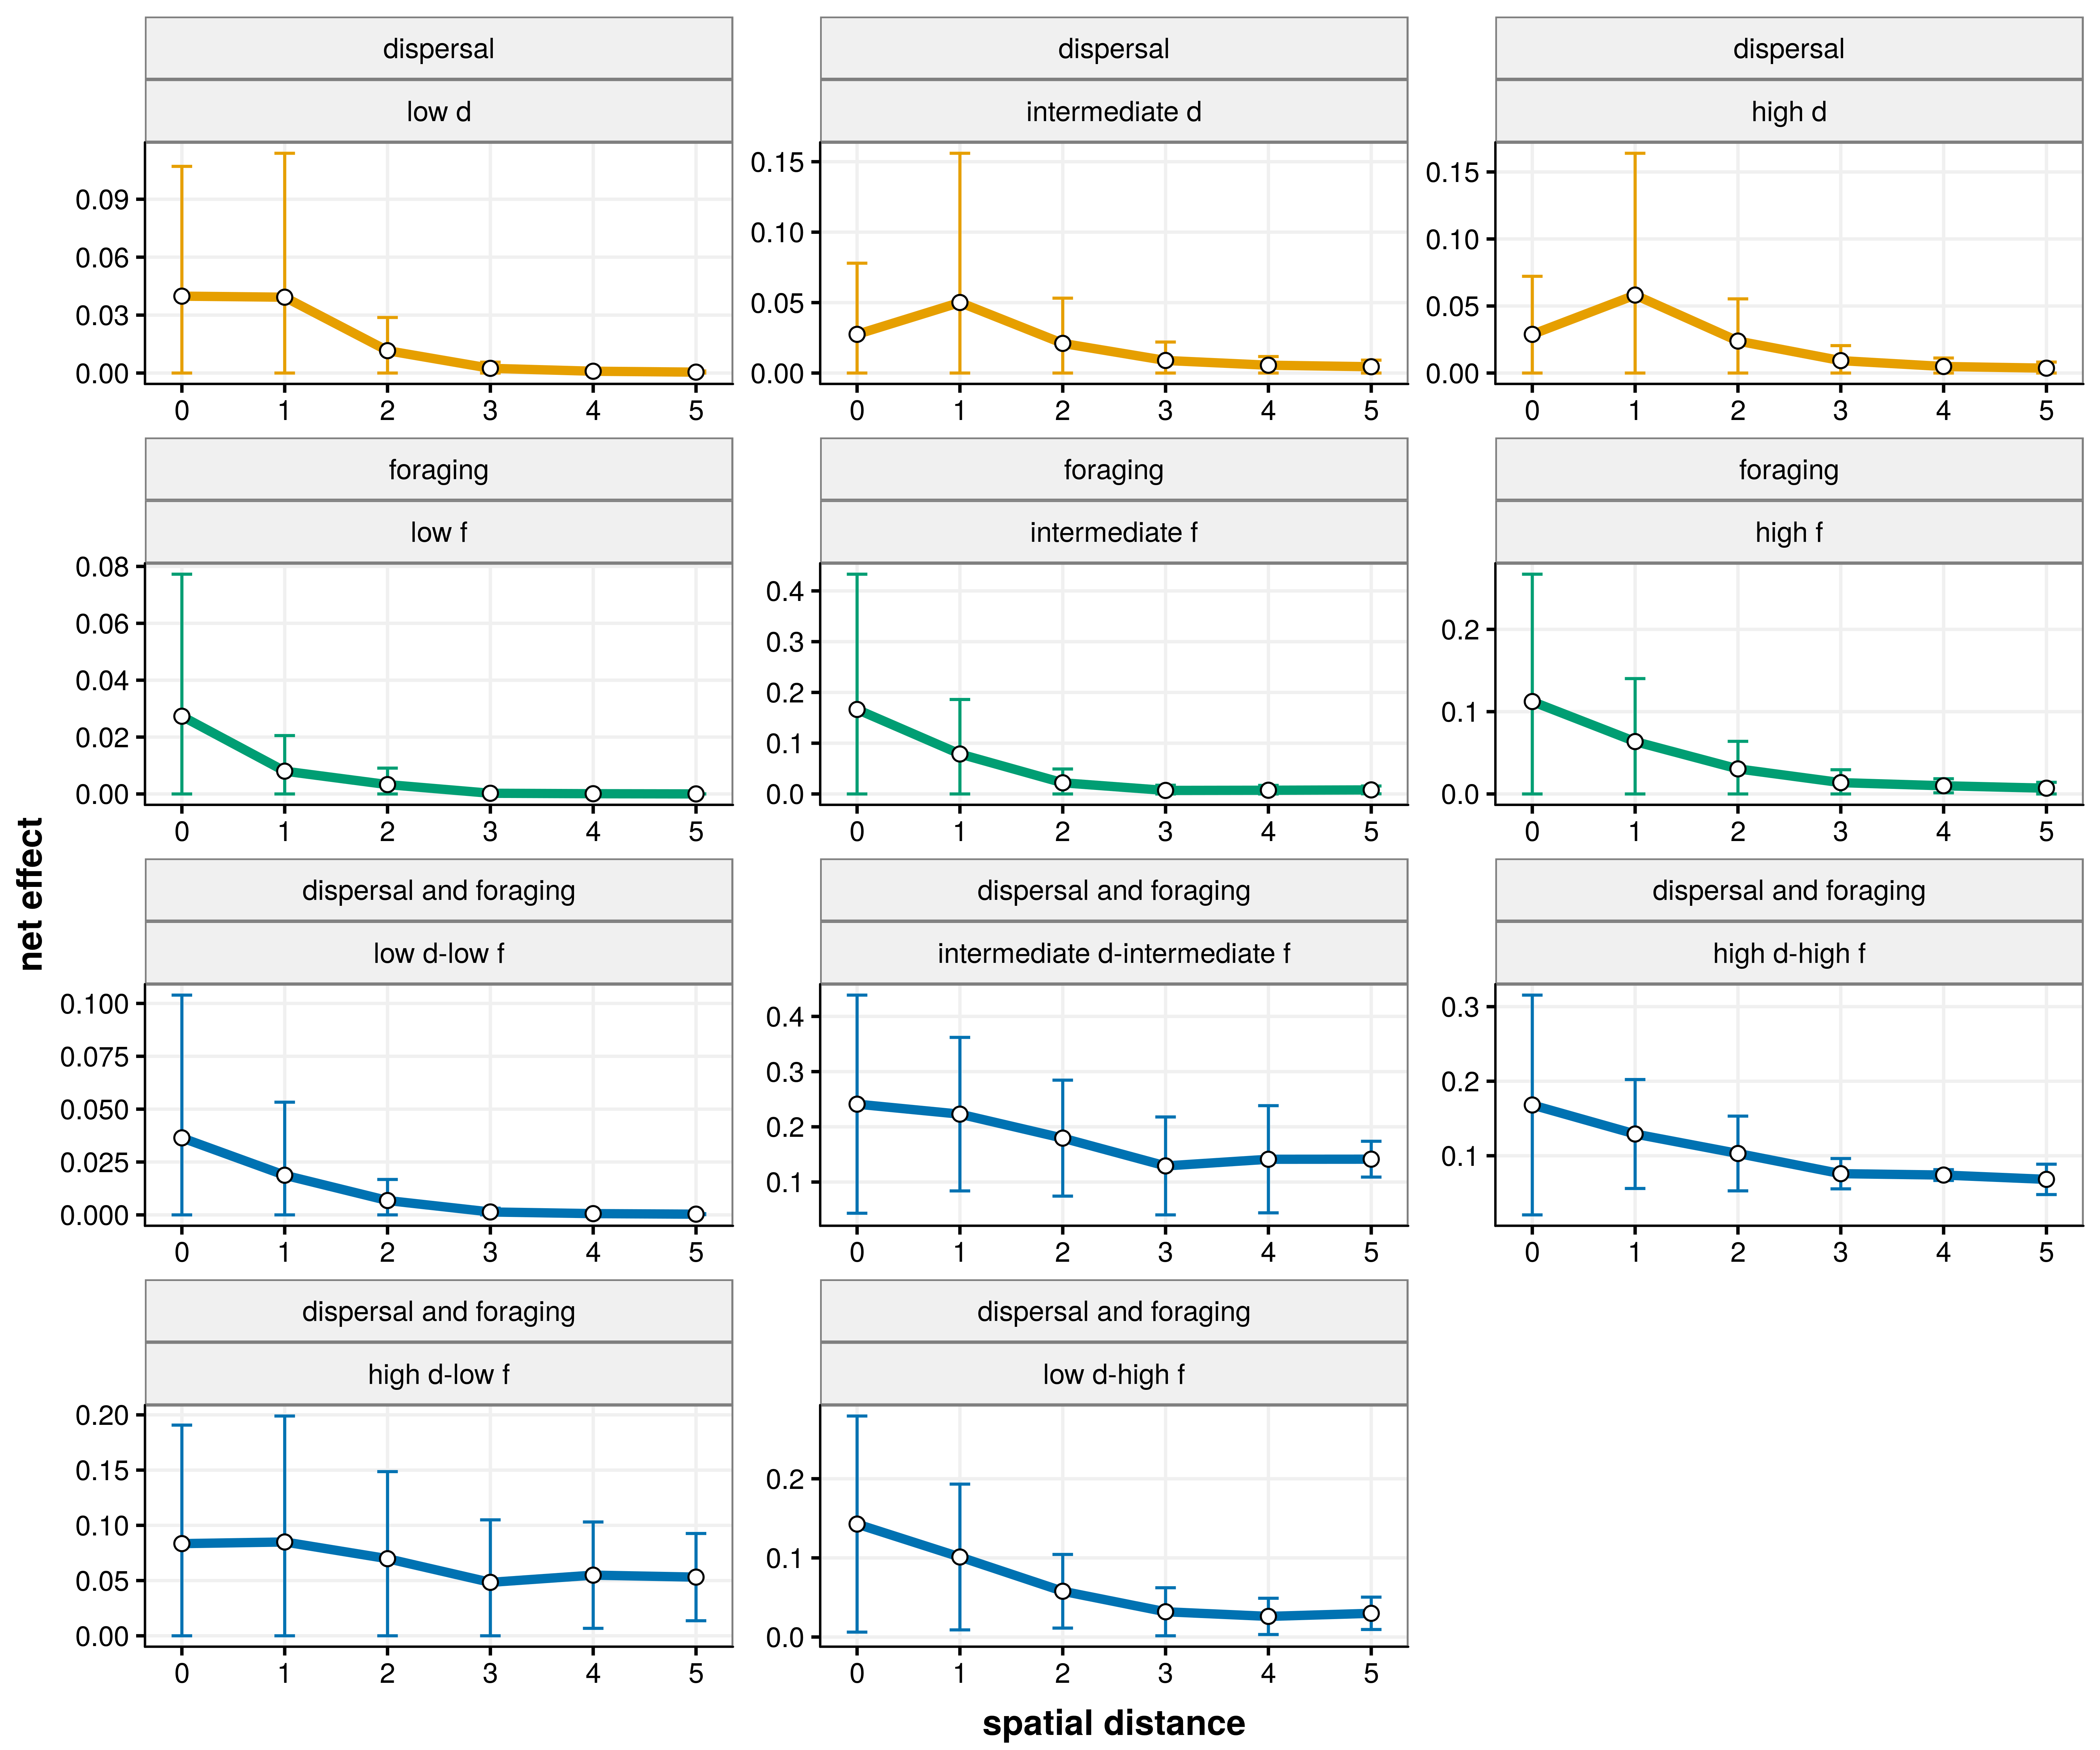 dispersal
low d
0.09
0.06
0.03
0.00
0 1 2 3 4 5
dispersal
intermediate d
0.15
0.10
0.05
0.00
0 1 2 3 4 5
dispersal
high d
0.15
0.10
0.05
0.00
0 1 2 3 4 5
foraging
low f
0.08
0.06
0.04
0.02
0.00
0 1 2 3 4 5
foraging
intermediate f
0.4
0.3
0.2
0.1
0.0
0 1 2 3 4 5
foraging
high f
0.2
0.1
0.0
0 1 2 3 4 5
dispersal and foraging
low d-low f
0.100
0.075
0.050
0.025
0.000
0 1 2 3 4 5
dispersal and foraging
intermediate d-intermediate f
0.4
0.3
0.2
0.1
0 1 2 3 4 5
dispersal and foraging
high d-high f
0.3
0.2
0.1
0 1 2 3 4 5
dispersal and foraging
high d-low f
0.20
0.15
0.10
0.05
0.00
0 1 2 3 4 5
dispersal and foraging
low d-high f
0.2
0.1
0.0
0 1 2 3 4 5
net effect
spatial distance